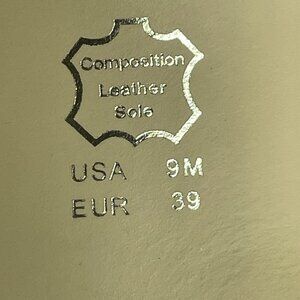 Composition
Leather
Sole
USA 9M
EUR 39